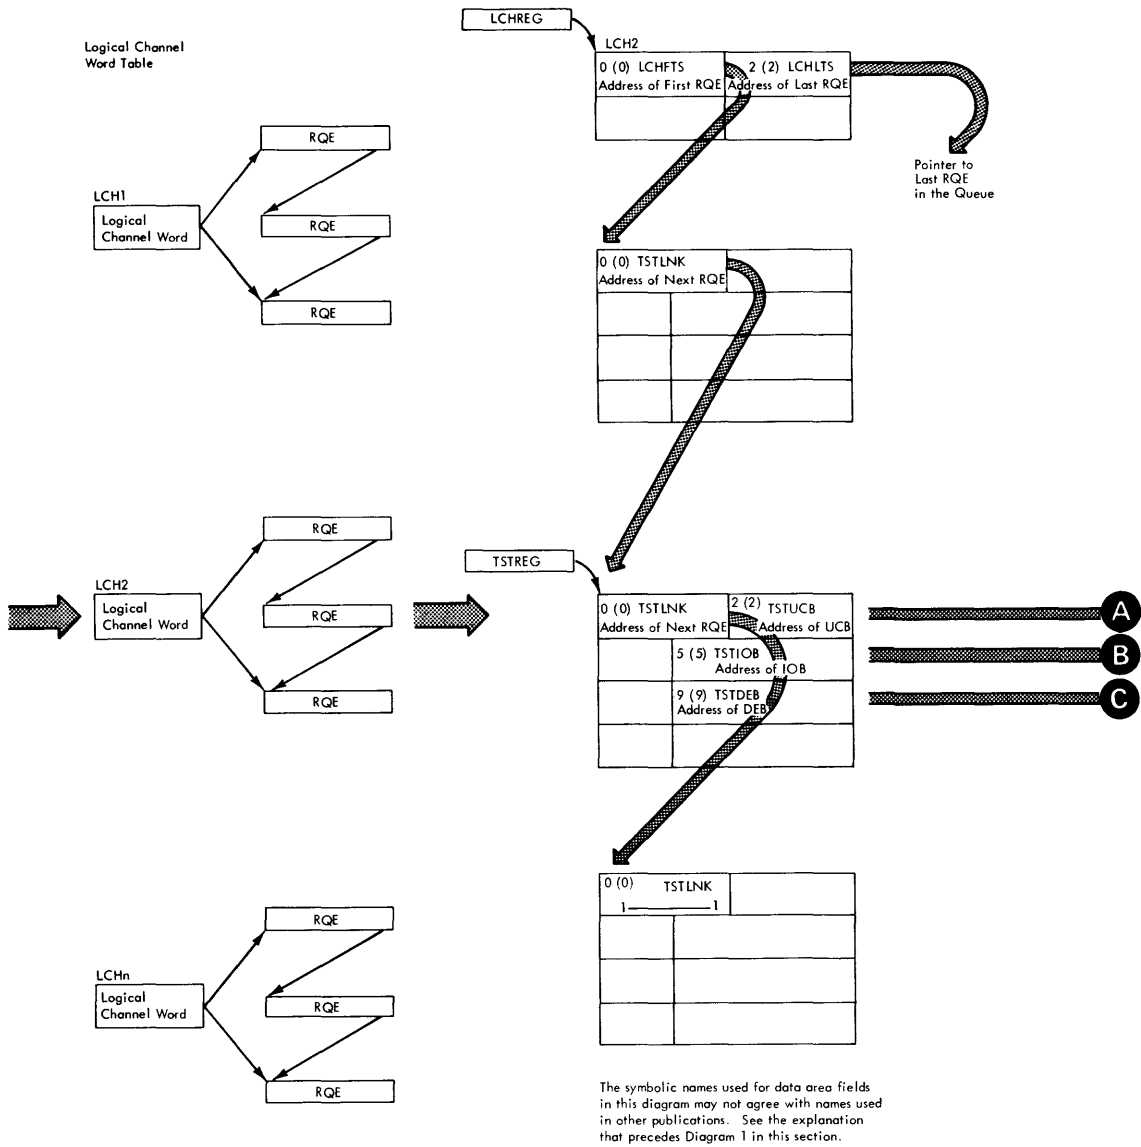 Logical Channel
Word Table
RQE
LCH1
Logical
Channel Word
RQE
RQE
LCHREG
LCH2
0 (0) LCHFTS
Address of First RQE
2 (2) LCHLTS
Address of Last RQE
Pointer to
Last RQE
in the Queue
0 (0) TSTLNK
Address of Next RQE
RQE
LCH2
Logical
Channel Word
RQE
RQE
TSTREG
0 (0) TSTLNK
Address of Next RQE
2 (2) TSTUCB
Address of UCB
5 (5) TSTIOB
Address of IOB
9 (9) TSTDEB
Address of DEB
A
B
C
RQE
LCHn
Logical
Channel Word
RQE
RQE
0 (0) TSTLNK
1 1
The symbolic names used for data area fields
in this diagram may not agree with names used
in other publications. See the explanation
that precedes Diagram 1 in this section.